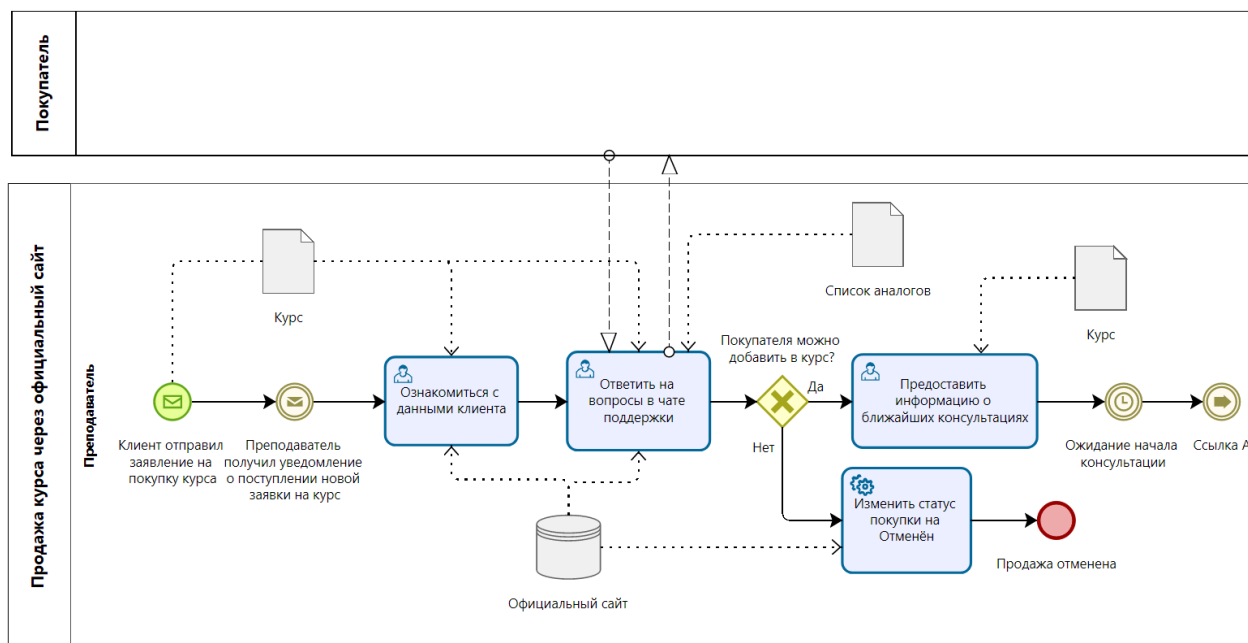 Покупатель
Продажа курса через официальный сайт
Преподаватель
Курс
Список аналогов
Курс
Клиент отправил
заявление на
покупку курса
Преподаватель
получил уведомление
о поступлении новой
заявки на курс
Ознакомиться с
данными клиента
Ответить на
вопросы в чате
поддержки
Покупателя можно
добавить в курс?
Да
Нет
Предоставить
информацию о
ближайших консультациях
Ожидание начала
консультации
Ссылка А
Изменить статус
покупки на
Отменён
Продажа отменена
Официальный сайт